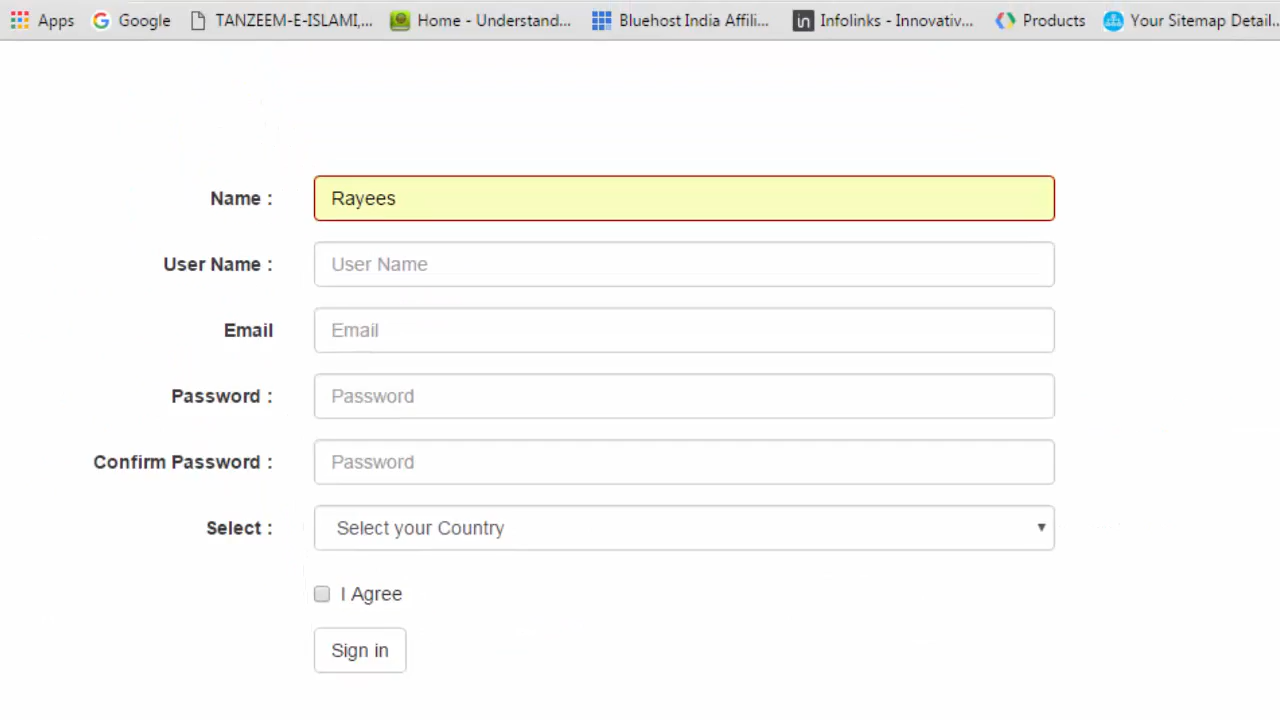 Apps Google TANZEEM-E-ISLAMI,... Home - Understand... Bluehost India Affili... in Infolinks - Innovativ... Products Your Sitemap Detail...
Name : Rayees
User Name : User Name
Email Email
Password : Password
Confirm Password : Password
Select : Select your Country
I Agree
Sign in